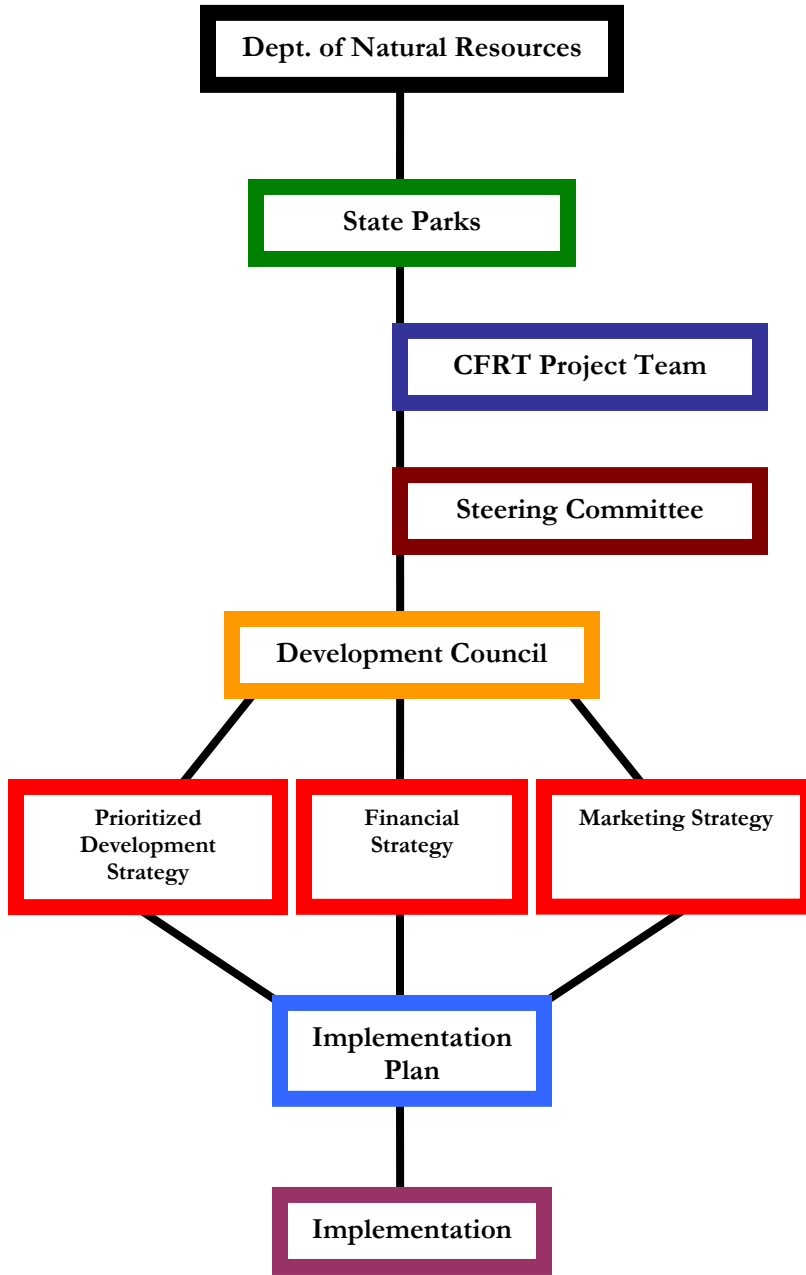 Dept. of Natural Resources
State Parks
CFRT Project Team
Steering Committee
Development Council
Prioritized
Development
Strategy
Financial
Strategy
Marketing Strategy
Implementation
Plan
Implementation